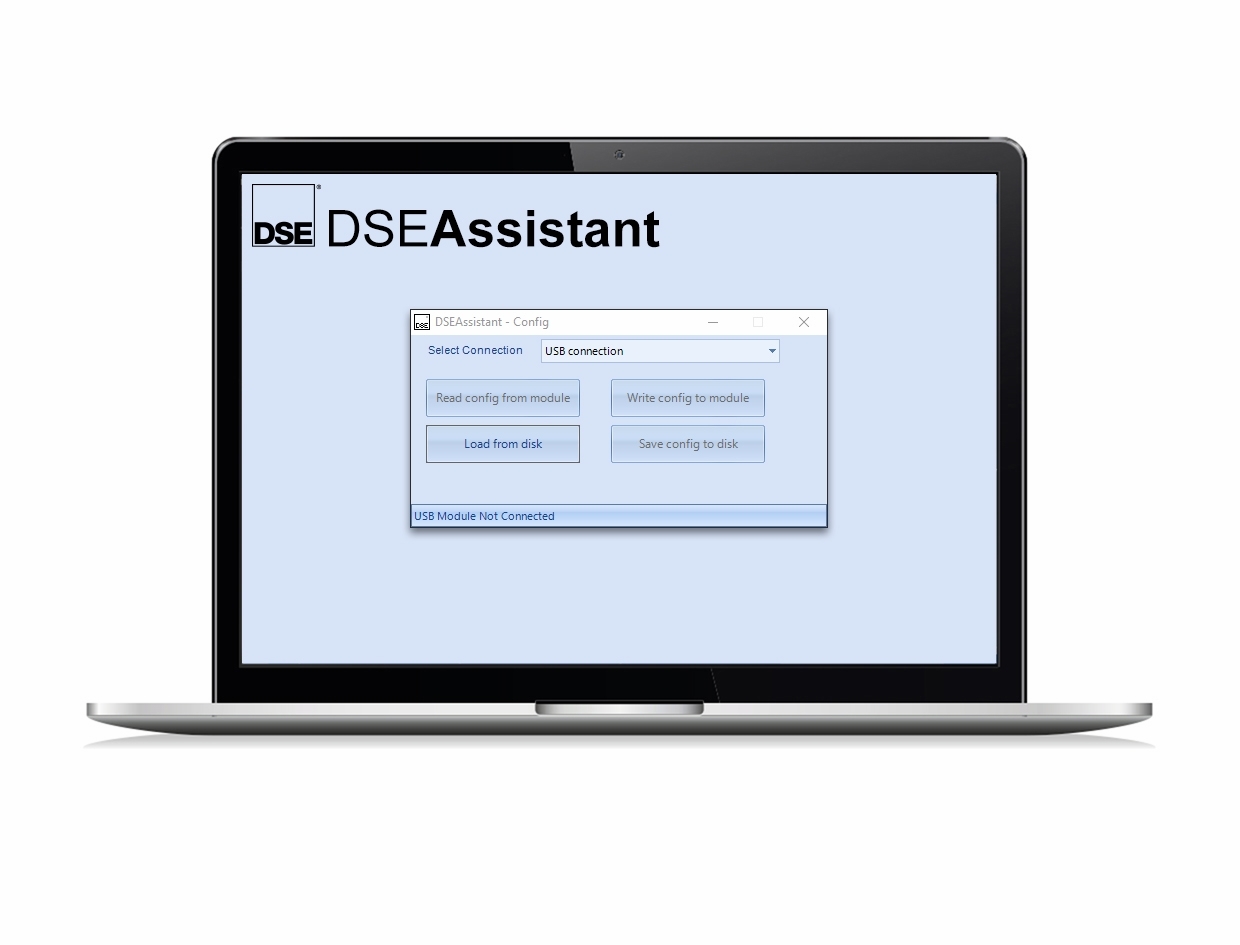 DSE®
DSEAssistant
DSE DSEAssistant - Config
Select Connection USB connection
Read config from module Write config to module
Load from disk Save config to disk
USB Module Not Connected